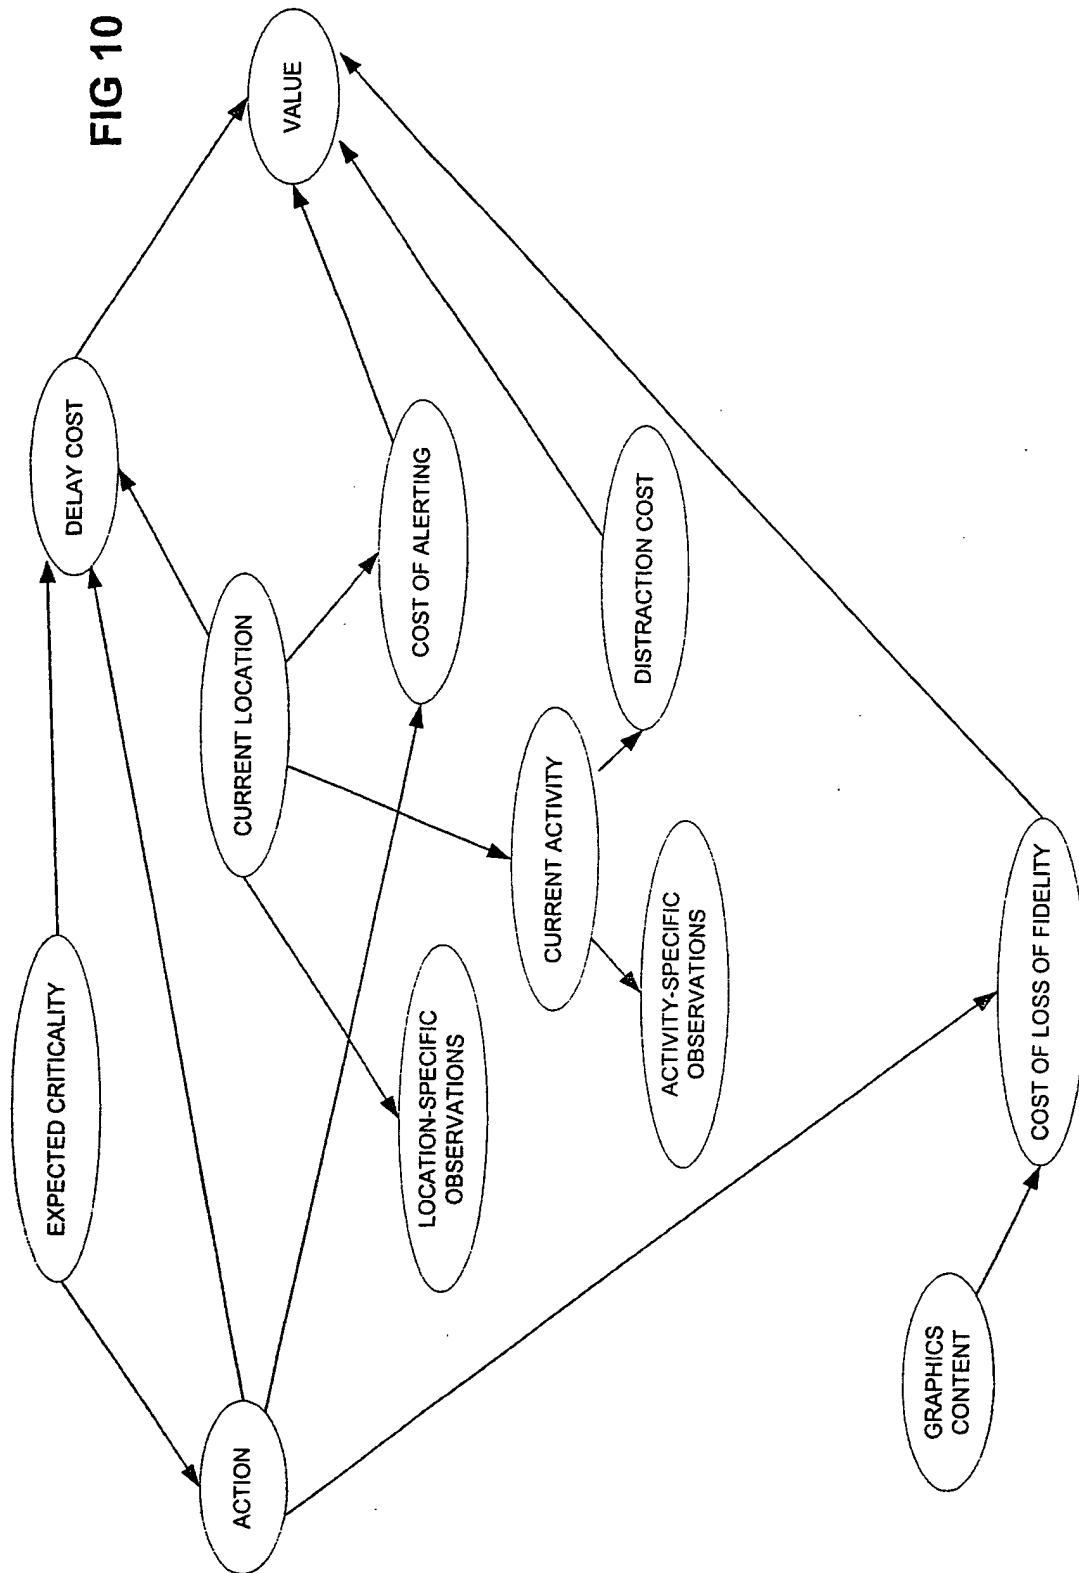 FIG 10
EXPECTED CRITICALITY
DELAY COST
ACTION
CURRENT LOCATION
VALUE
COST OF ALERTING
LOCATION-SPECIFIC
OBSERVATIONS
CURRENT ACTIVITY
DISTRACTION COST
ACTIVITY-SPECIFIC
OBSERVATIONS
GRAPHICS
CONTENT
COST OF LOSS OF FIDELITY